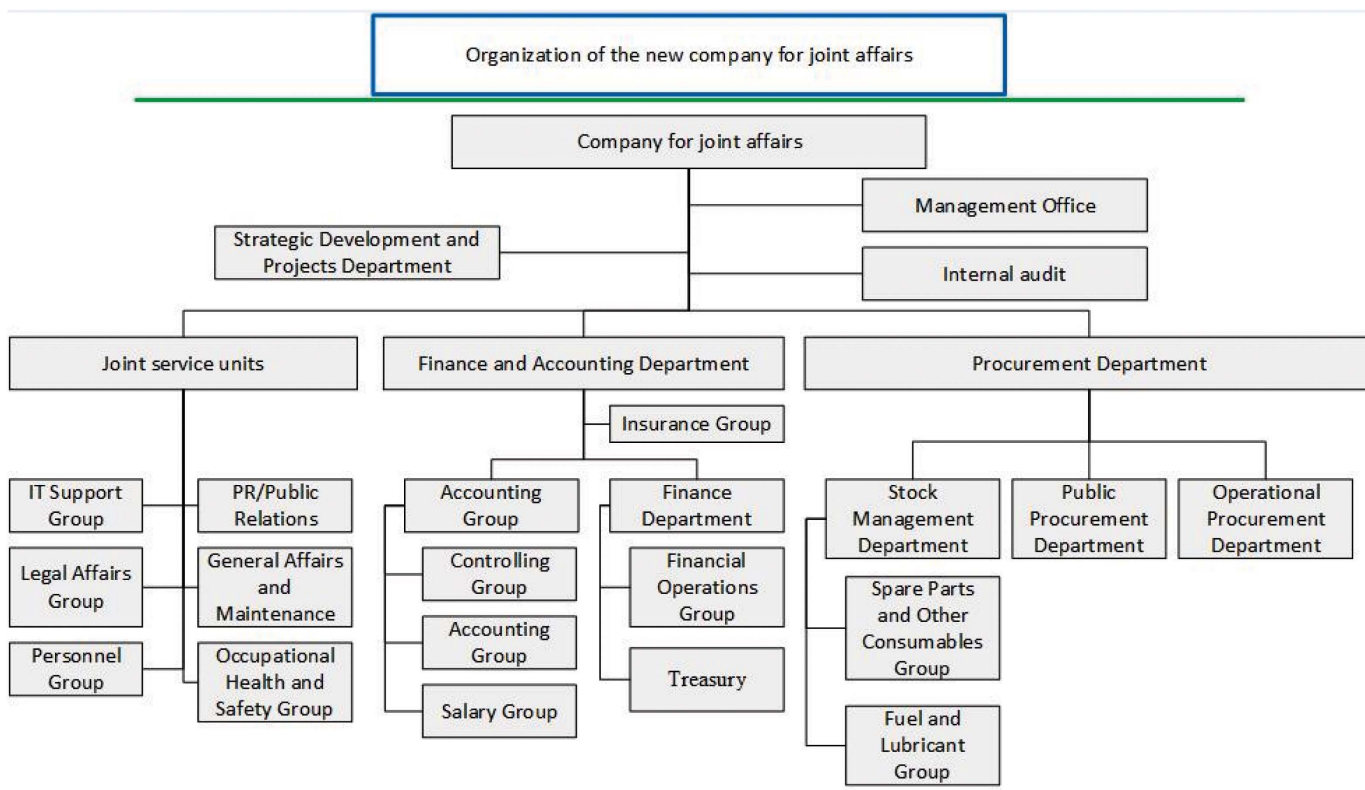 Organization of the new company for joint affairs
Company for joint affairs
Management Office
Strategic Development and
Projects Department
Internal audit
Joint service units
Finance and Accounting Department
Procurement Department
Insurance Group
IT Support
Group
PR/Public
Relations
Legal Affairs
Group
General Affairs
and
Maintenance
Personnel
Group
Occupational
Health and
Safety Group
Accounting
Group
Finance
Department
Controlling
Group
Financial
Operations
Group
Accounting
Group
Treasury
Salary Group
Stock
Management
Department
Public
Procurement
Department
Operational
Procurement
Department
Spare Parts
and Other
Consumables
Group
Fuel and
Lubricant
Group